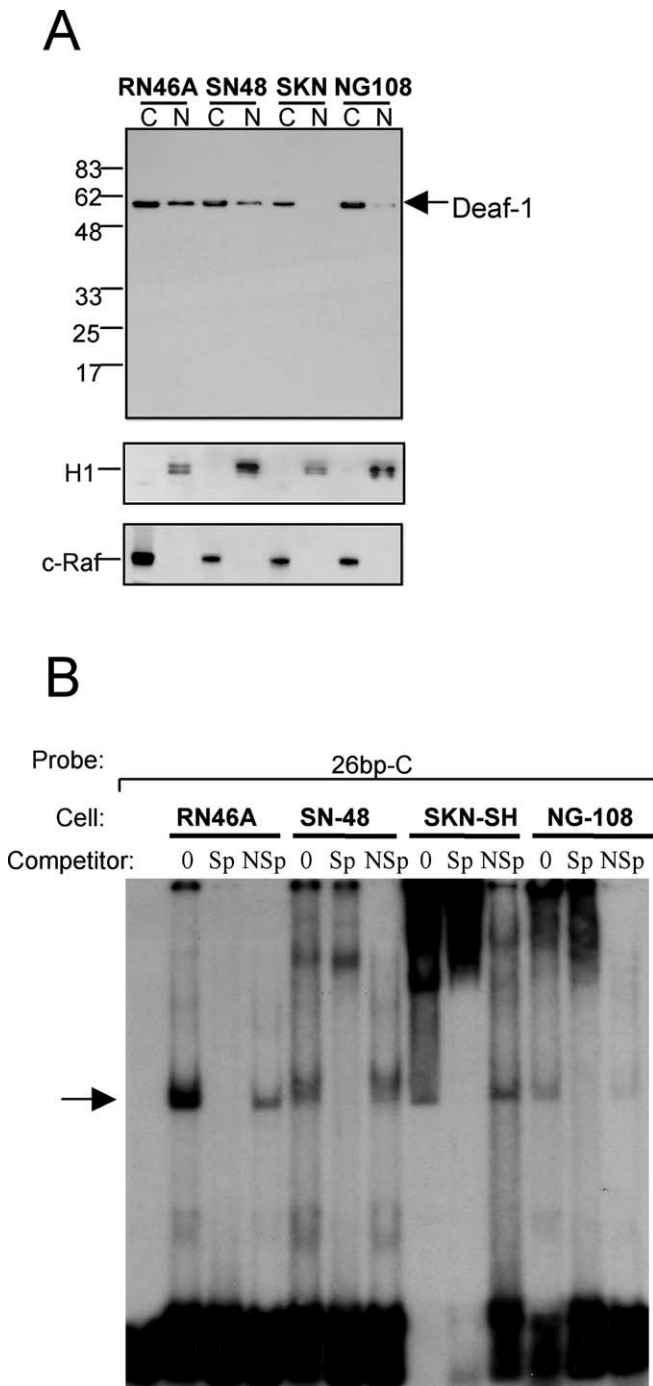 A
RN46A SN48 SKN NG108
C N C N C N C N
83
62
48
33
25
17
Deaf-1
H1
c-Raf
B
Probe: 26bp-C
Cell: RN46A SN-48 SKN-SH NG-108
Competitor: 0 Sp NSp 0 Sp NSp 0 Sp NSp 0 Sp NSp